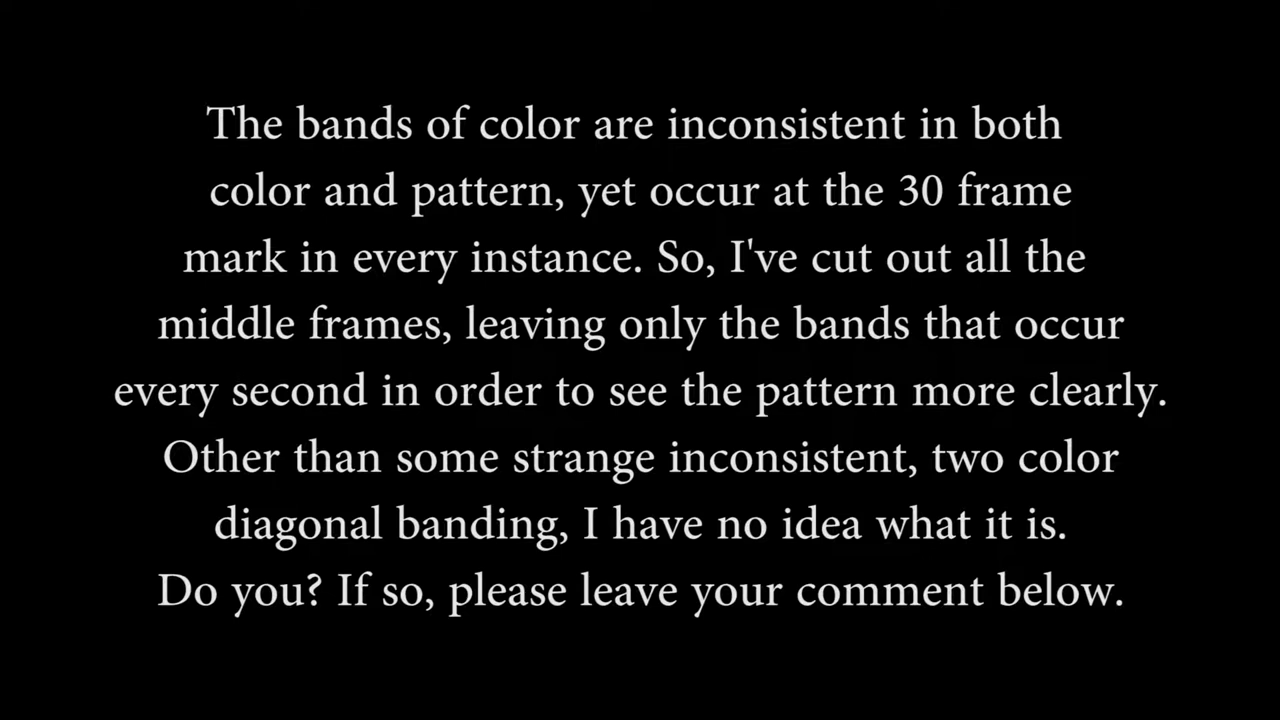 The bands of color are inconsistent in both
color and pattern, yet occur at the 30 frame
mark in every instance. So, I've cut out all the
middle frames, leaving only the bands that occur
every second in order to see the pattern more clearly.
Other than some strange inconsistent, two color
diagonal banding, I have no idea what it is.
Do you? If so, please leave your comment below.